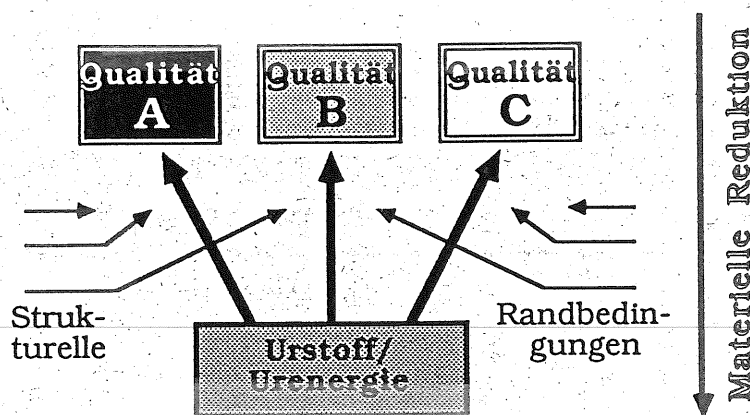 Qualität
A
Qualität
B
Qualität
C
Struk-
turelle
Randbedin-
gungen
Urstoff/
Urenergie
Materielle Reduktion